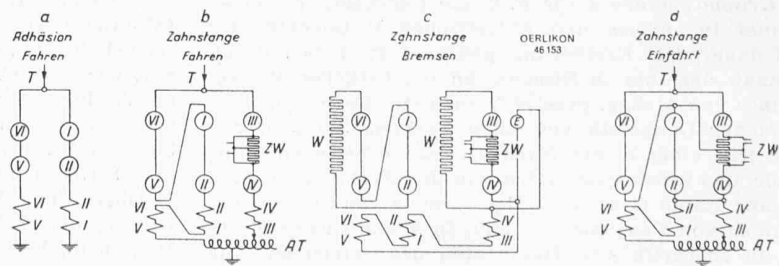 a
Adhäsion
Fahren
T
VI
I
V
II
VI
II
V
I
b
Zahnstange
Fahren
T
VI
I
III
ZW
V
II
IV
VI
II
IV
V
I
III
AT
c
Zahnstange
Bremsen
OERLIKON
46153
W
VI
I
W
III
E
ZW
V
II
IV
VI
II
IV
V
I
III
d
Zahnstange
Einfahrt
T
VI
I
III
ZW
V
II
IV
VI
II
IV
V
I
III
AT